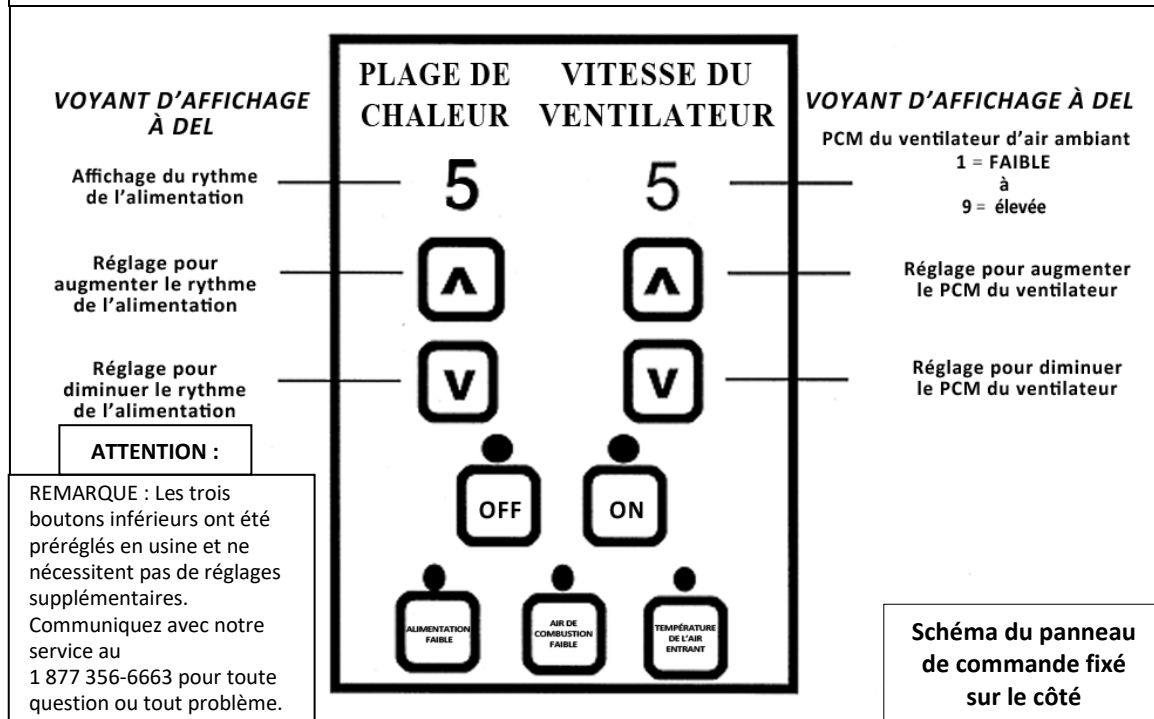 PLAGE DE
CHALEUR
VITESSE DU
VENTILATEUR
VOYANT D’AFFICHAGE
À DEL
Affichage du rythme
de l’alimentation
Réglage pour
augmenter le rythme
de l’alimentation
Réglage pour
diminuer le rythme
de l’alimentation
5
5
ʌ
ʌ
v
v
VOYANT D’AFFICHAGE À DEL
PCM du ventilateur d’air ambiant
1 = FAIBLE
à
9 = élevée
Réglage pour augmenter
le PCM du ventilateur
Réglage pour diminuer
le PCM du ventilateur
OFF
ON
ALIMENTATION
FAIBLE
AIR DE
COMBUSTION
FAIBLE
TEMPÉRATURE
DE L’AIR
ENTRANT
ATTENTION :
REMARQUE : Les trois
boutons inférieurs ont été
préréglés en usine et ne
nécessitent pas de réglages
supplémentaires.
Communiquez avec notre
service au
1 877 356-6663 pour toute
question ou tout problème.
Schéma du panneau
de commande fixé
sur le côté